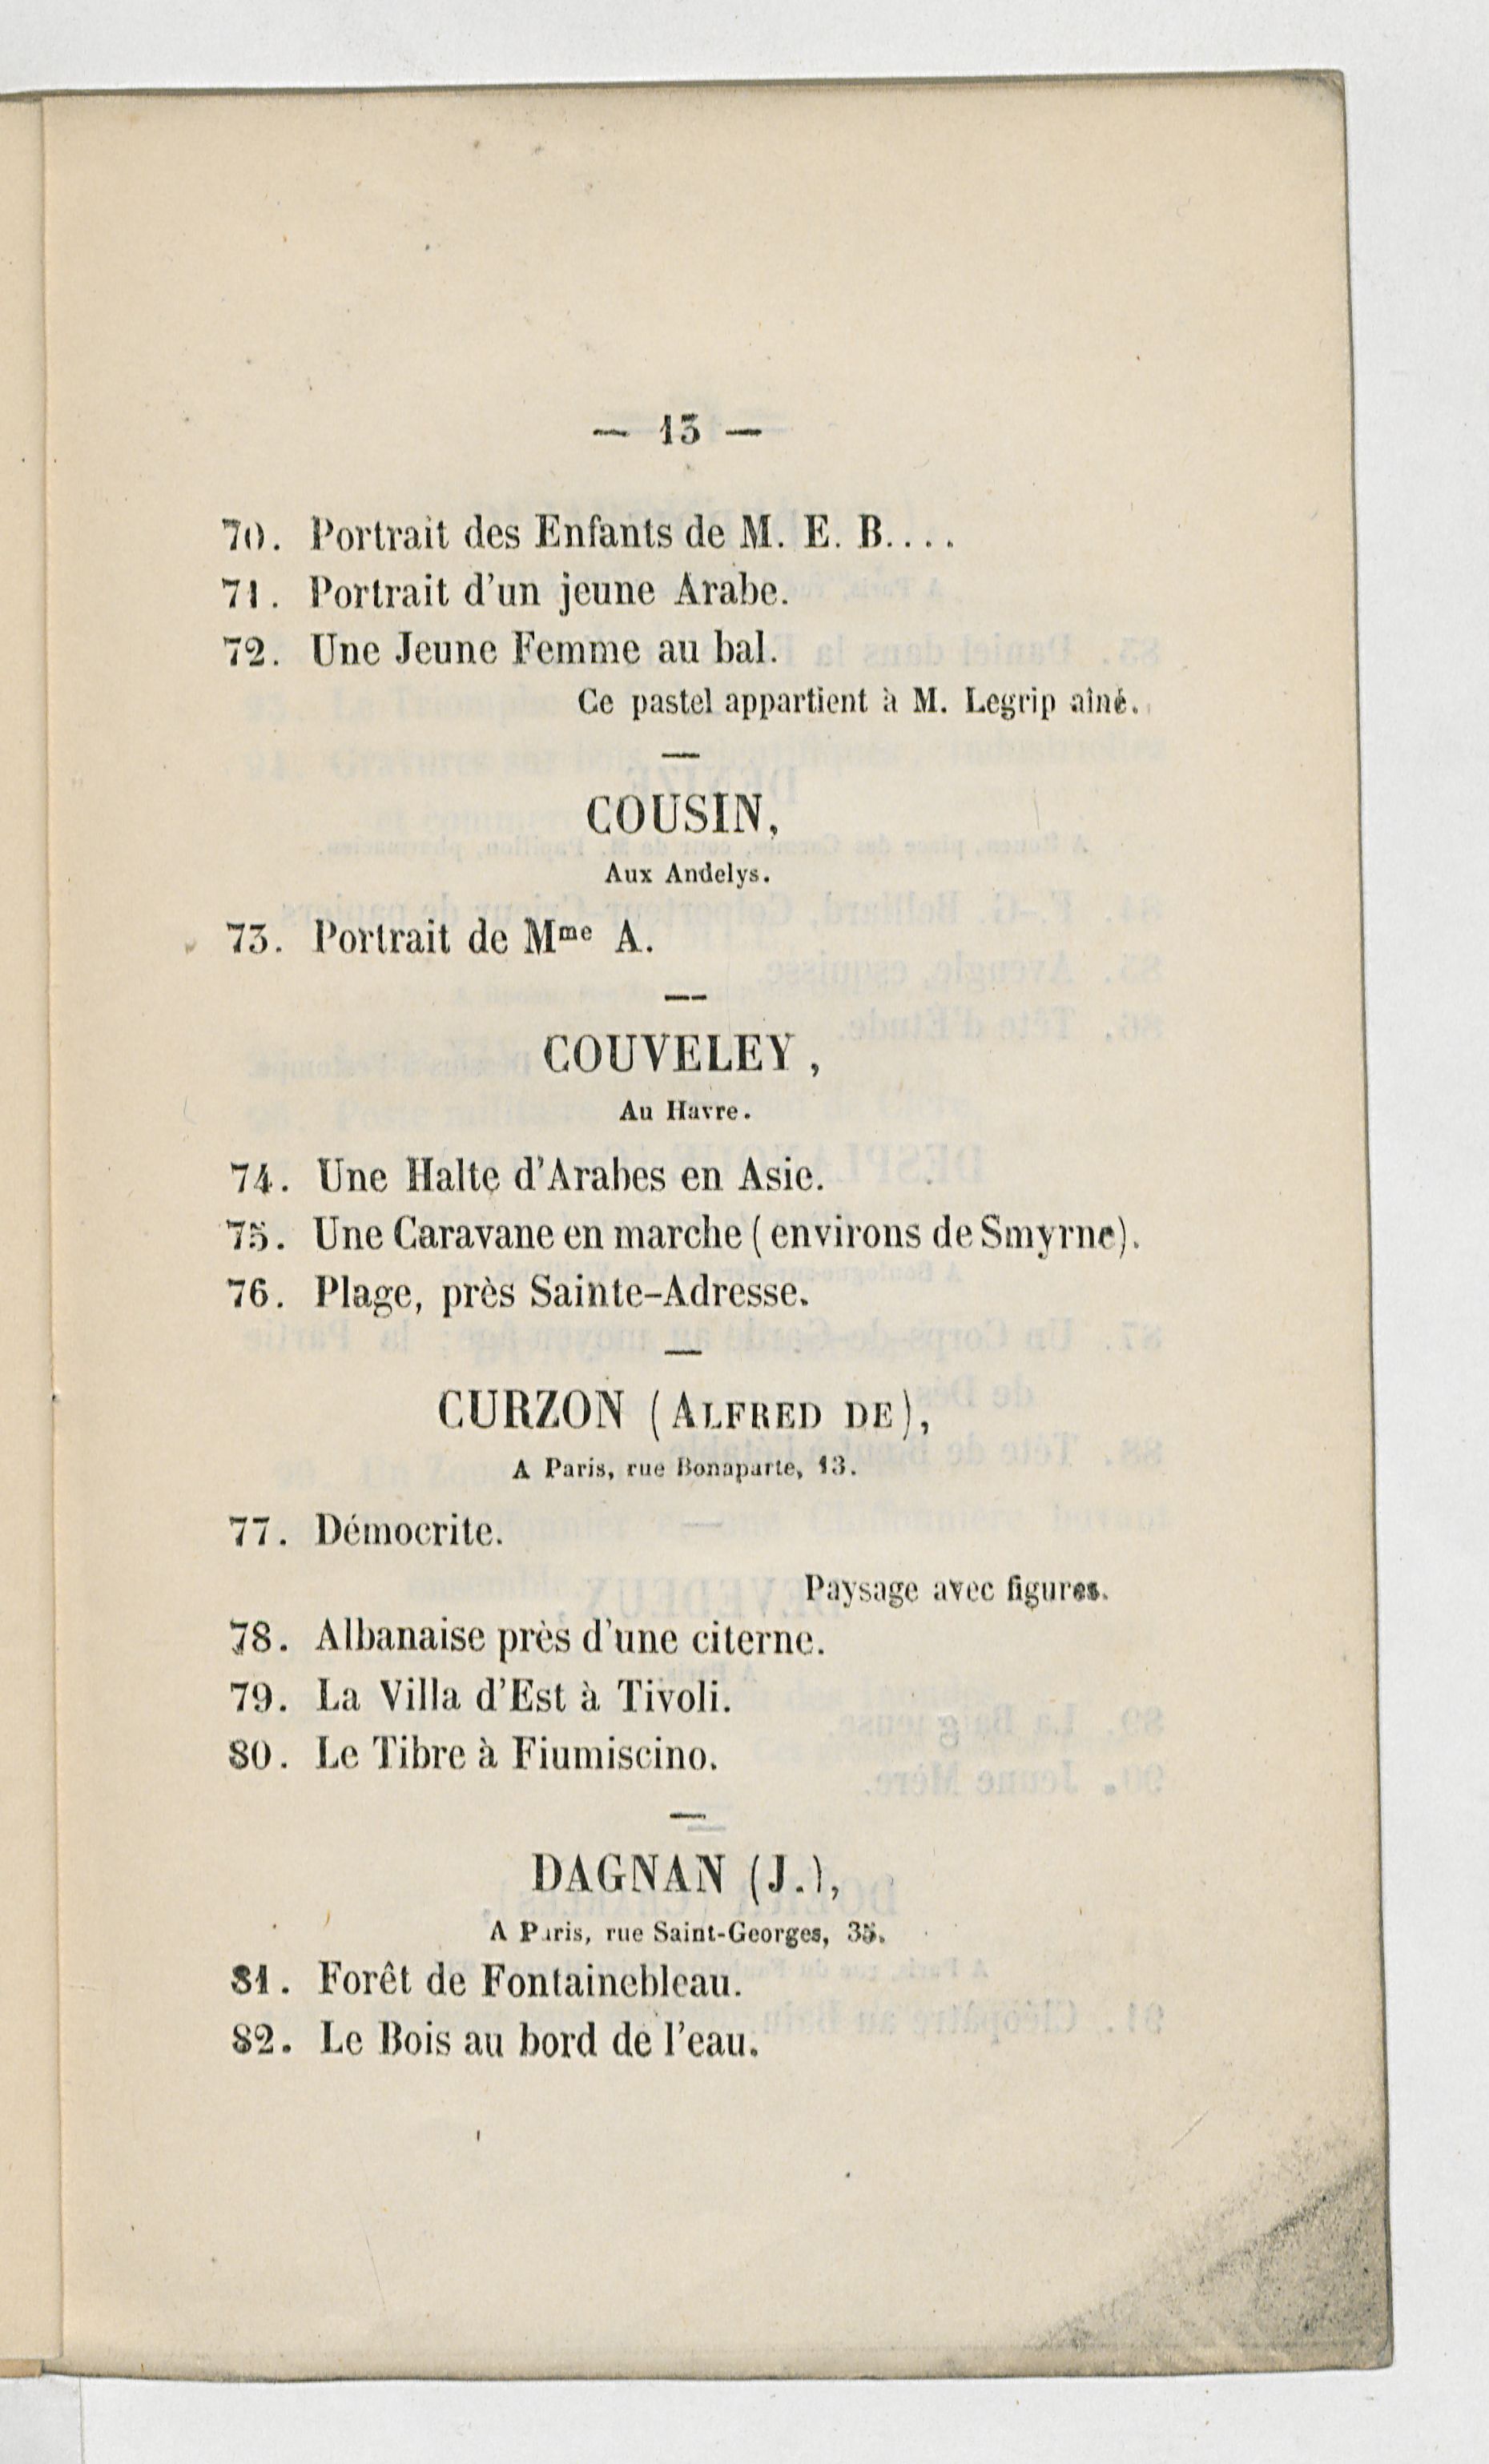 — 13 —
70. Portrait des Enfants de M. E. B....
71. Portrait d'un jeune Arabe.
72. Une Jeune Femme au bal.
Ce pastel appartient à M. Legrip aîné.
—
COUSIN,
Aux Andelys.
73. Portrait de Mme A.
—
COUVELEY,
Au Havre.
74. Une Halte d'Arabes en Asie.
75. Une Caravane en marche (environs de Smyrne).
76. Plage, près Sainte-Adresse.
—
CURZON (ALFRED DE),
A Paris, rue Bonaparte, 13.
77. Démocrite.
Paysage avec figures.
78. Albanaise près d'une citerne.
79. La Villa d'Est à Tivoli.
80. Le Tibre à Fiumiscino.
—
DAGNAN (J.),
A Paris, rue Saint-Georges, 35.
81. Forêt de Fontainebleau.
82. Le Bois au bord de l'eau.